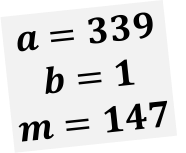 a = 339
b = 1
m = 147